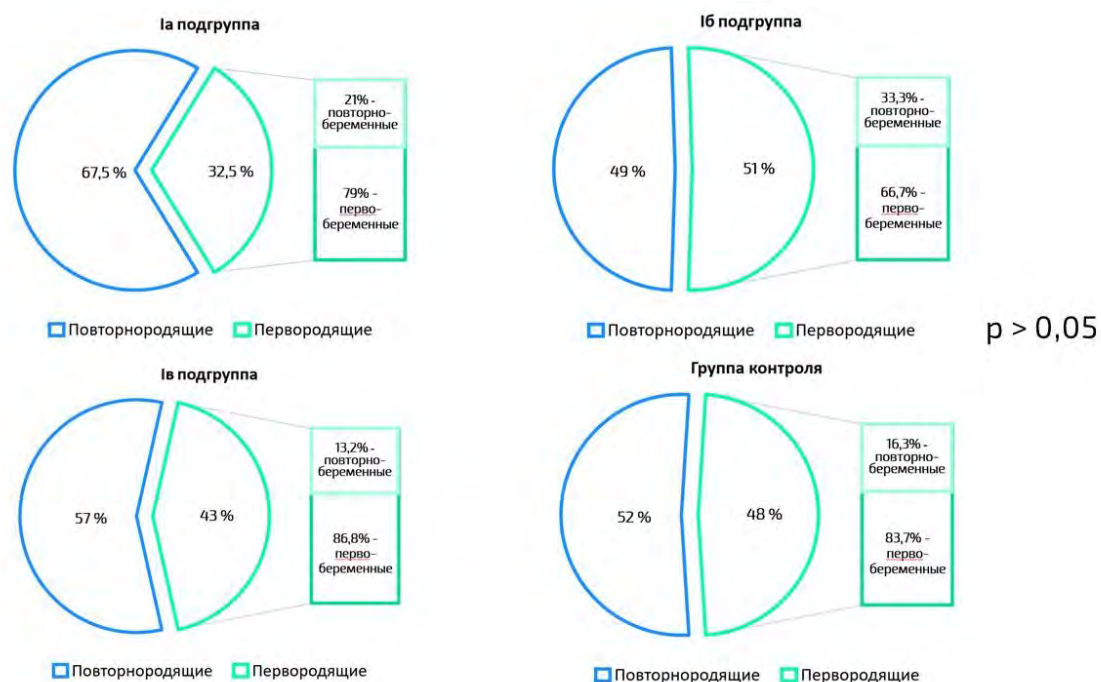 Iа подгруппа
67,5 %
32,5 %
21% -
повторно-
беременные
79% -
перво-
беременные
Повторнородящие
Первородящие
Iб подгруппа
49 %
51 %
33,3% -
повторно-
беременные
66,7% -
перво-
беременные
Повторнородящие
Первородящие
p > 0,05
Iв подгруппа
57 %
43 %
13,2% -
повторно-
беременные
86,8% -
перво-
беременные
Повторнородящие
Первородящие
Группа контроля
52 %
48 %
16,3% -
повторно-
беременные
83,7% -
перво-
беременные
Повторнородящие
Первородящие